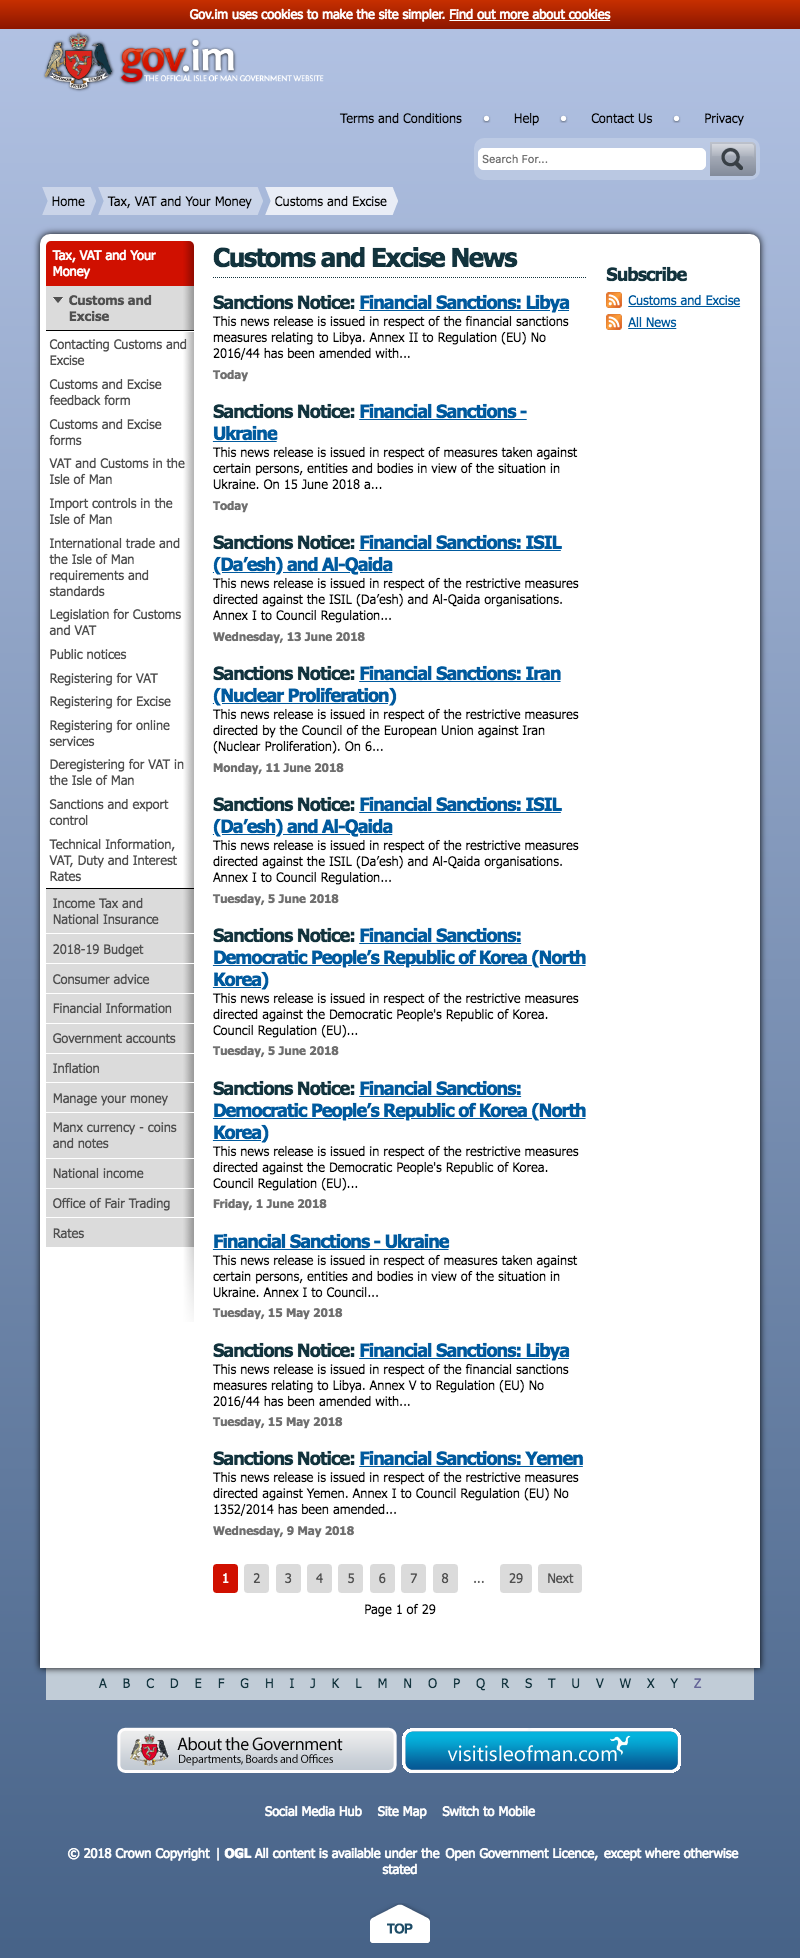 Gov.im uses cookies to make the site simpler. Find out more about cookies
gov.im
THE OFFICIAL ISLE OF MAN GOVERNMENT WEBSITE
Terms and Conditions
Help
Contact Us
Privacy
Search For...
Home
Tax, VAT and Your Money
Customs and Excise
Tax, VAT and Your
Money
Customs and
Excise
Contacting Customs and
Excise
Customs and Excise
feedback form
Customs and Excise
forms
VAT and Customs in the
Isle of Man
Import controls in the
Isle of Man
International trade and
the Isle of Man
requirements and
standards
Legislation for Customs
and VAT
Public notices
Registering for VAT
Registering for Excise
Registering for online
services
Deregistering for VAT in
the Isle of Man
Sanctions and export
control
Technical Information,
VAT, Duty and Interest
Rates
Income Tax and
National Insurance
2018-19 Budget
Consumer advice
Financial Information
Government accounts
Inflation
Manage your money
Manx currency - coins
and notes
National income
Office of Fair Trading
Rates
Customs and Excise News
Sanctions Notice: Financial Sanctions: Libya
This news release is issued in respect of the financial sanctions
measures relating to Libya. Annex II to Regulation (EU) No
2016/44 has been amended with...
Today
Sanctions Notice: Financial Sanctions -
Ukraine
This news release is issued in respect of measures taken against
certain persons, entities and bodies in view of the situation in
Ukraine. On 15 June 2018 a...
Today
Sanctions Notice: Financial Sanctions: ISIL
(Da’esh) and Al-Qaida
This news release is issued in respect of the restrictive measures
directed against the ISIL (Da’esh) and Al-Qaida organisations.
Annex I to Council Regulation...
Wednesday, 13 June 2018
Sanctions Notice: Financial Sanctions: Iran
(Nuclear Proliferation)
This news release is issued in respect of the restrictive measures
directed by the Council of the European Union against Iran
(Nuclear Proliferation). On 6...
Monday, 11 June 2018
Sanctions Notice: Financial Sanctions: ISIL
(Da’esh) and Al-Qaida
This news release is issued in respect of the restrictive measures
directed against the ISIL (Da’esh) and Al-Qaida organisations.
Annex I to Council Regulation...
Tuesday, 5 June 2018
Sanctions Notice: Financial Sanctions:
Democratic People’s Republic of Korea (North
Korea)
This news release is issued in respect of the restrictive measures
directed against the Democratic People's Republic of Korea.
Council Regulation (EU)...
Tuesday, 5 June 2018
Sanctions Notice: Financial Sanctions:
Democratic People’s Republic of Korea (North
Korea)
This news release is issued in respect of the restrictive measures
directed against the Democratic People's Republic of Korea.
Council Regulation (EU)...
Friday, 1 June 2018
Financial Sanctions - Ukraine
This news release is issued in respect of measures taken against
certain persons, entities and bodies in view of the situation in
Ukraine. Annex I to Council...
Tuesday, 15 May 2018
Sanctions Notice: Financial Sanctions: Libya
This news release is issued in respect of the financial sanctions
measures relating to Libya. Annex V to Regulation (EU) No
2016/44 has been amended with...
Tuesday, 15 May 2018
Sanctions Notice: Financial Sanctions: Yemen
This news release is issued in respect of the restrictive measures
directed against Yemen. Annex I to Council Regulation (EU) No
1352/2014 has been amended...
Wednesday, 9 May 2018
1 2 3 4 5 6 7 8 ... 29 Next
Page 1 of 29
Subscribe
Customs and Excise
All News
A B C D E F G H I J K L M N O P Q R S T U V W X Y Z
About the Government
Departments, Boards and Offices
visitisleofman.com
Social Media Hub Site Map Switch to Mobile
© 2018 Crown Copyright | OGL All content is available under the Open Government Licence, except where otherwise
stated
TOP